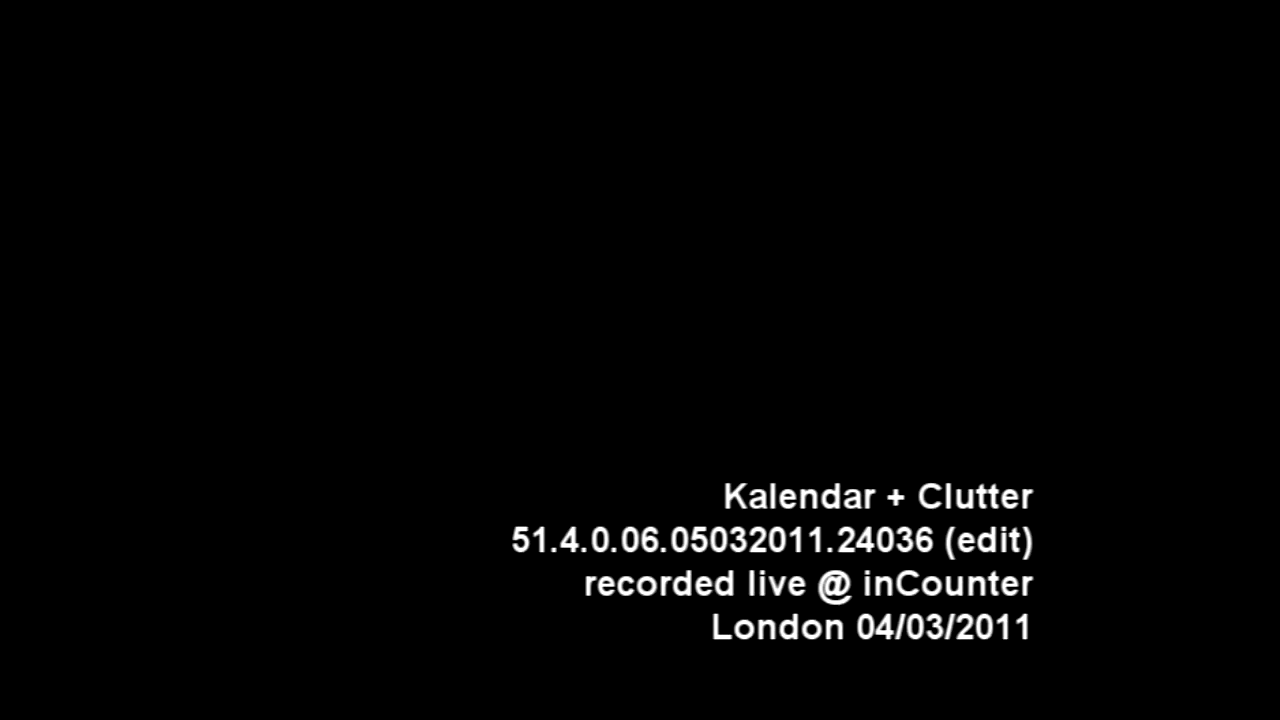 Kalendar + Clutter
51.4.0.06.05032011.24036 (edit)
recorded live @ inCounter
London 04/03/2011